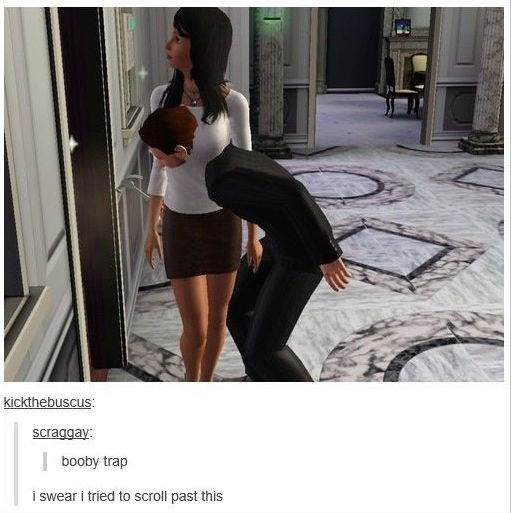 kickthebuscus:
scraggay:
booby trap
i swear i tried to scroll past this